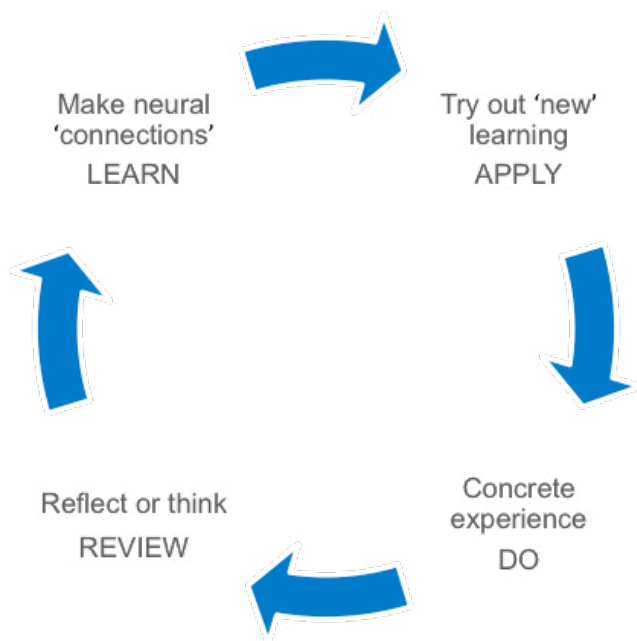 Make neural
‘connections’
LEARN
Try out ‘new’
learning
APPLY
Concrete
experience
DO
Reflect or think
REVIEW